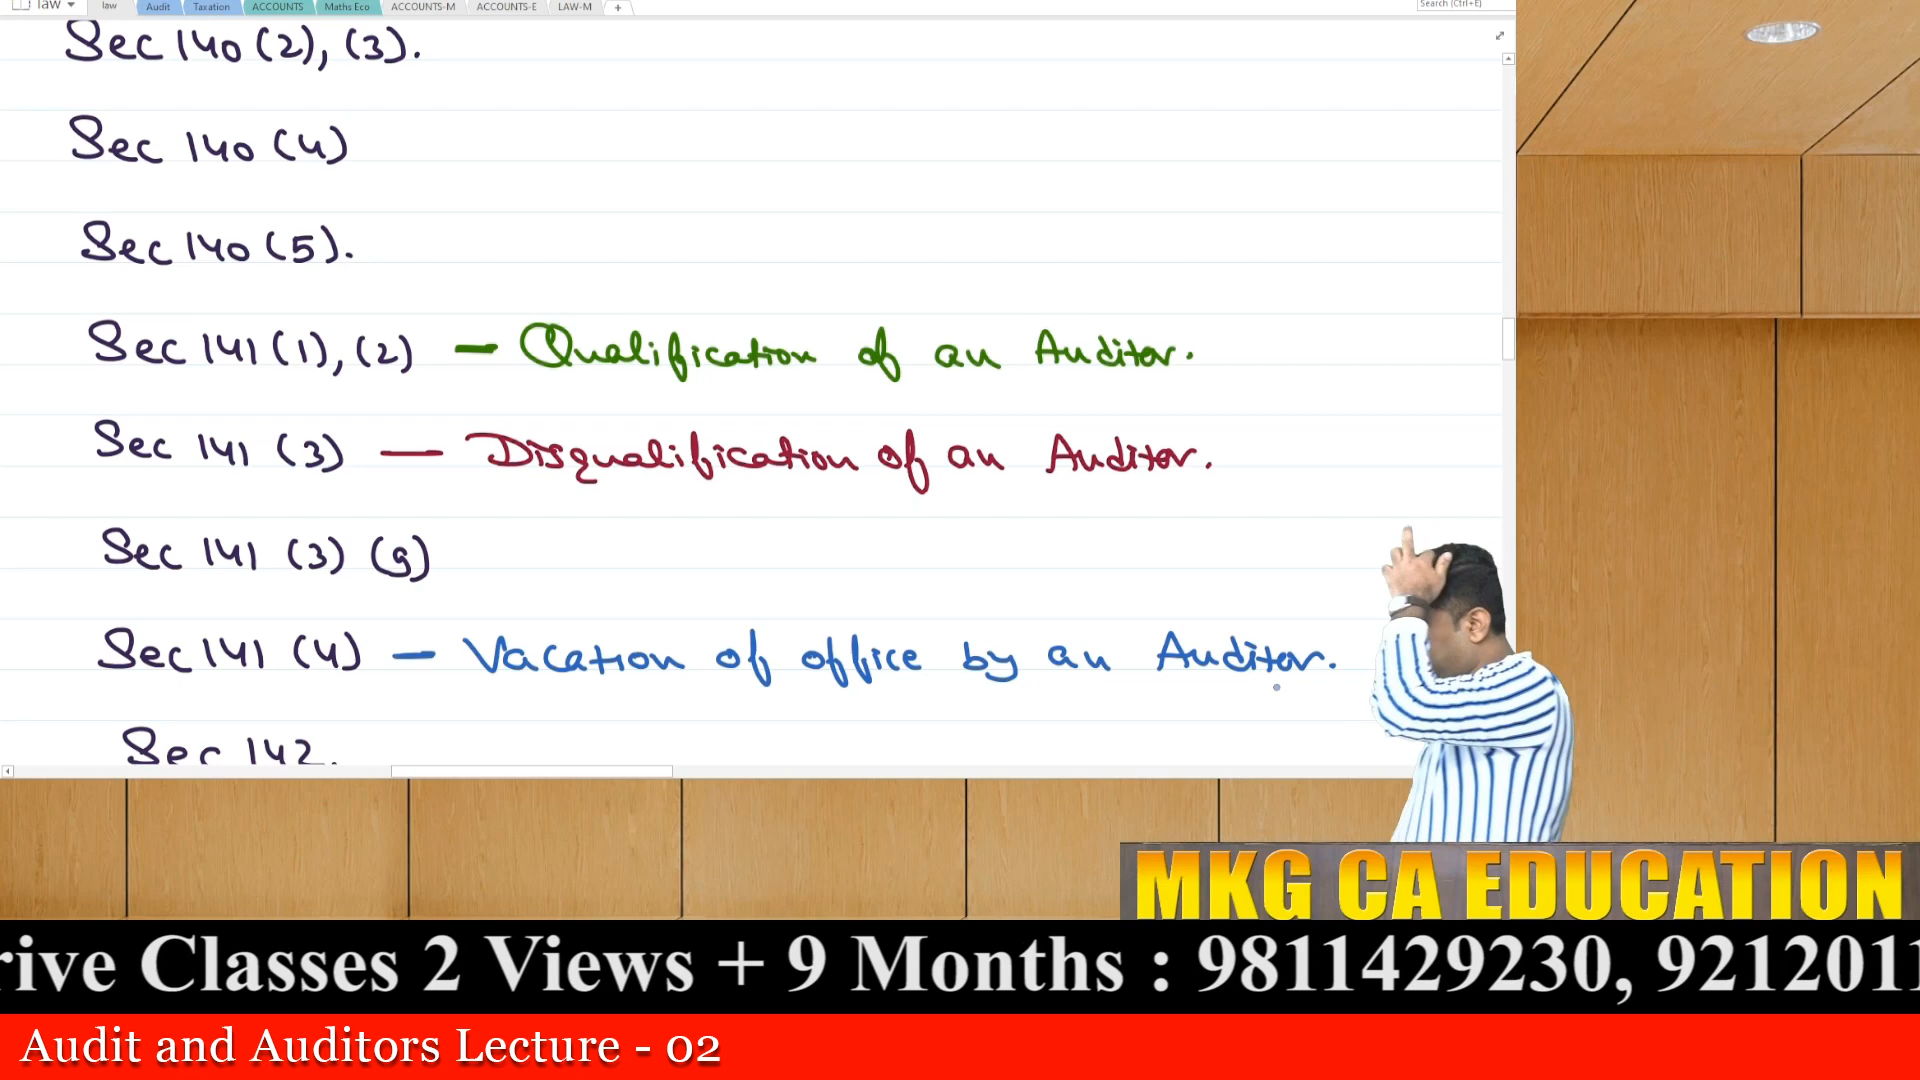 law law Audit Taxation ACCOUNTS Maths Eco ACCOUNTS-M ACCOUNTS-E LAW-M + Search (Ctrl+E)
Sec 140 (2), (3).
Sec 140 (4)
Sec 140 (5).
Sec 141 (1), (2) — Qualification of an Auditor.
Sec 141 (3) — Disqualification of an Auditor.
Sec 141 (3) (g)
Sec 141 (4) — Vacation of office by an Auditor.
Sec 142.
MKG CA EDUCATION
rive Classes 2 Views + 9 Months : 9811429230, 9212011
Audit and Auditors Lecture - 02